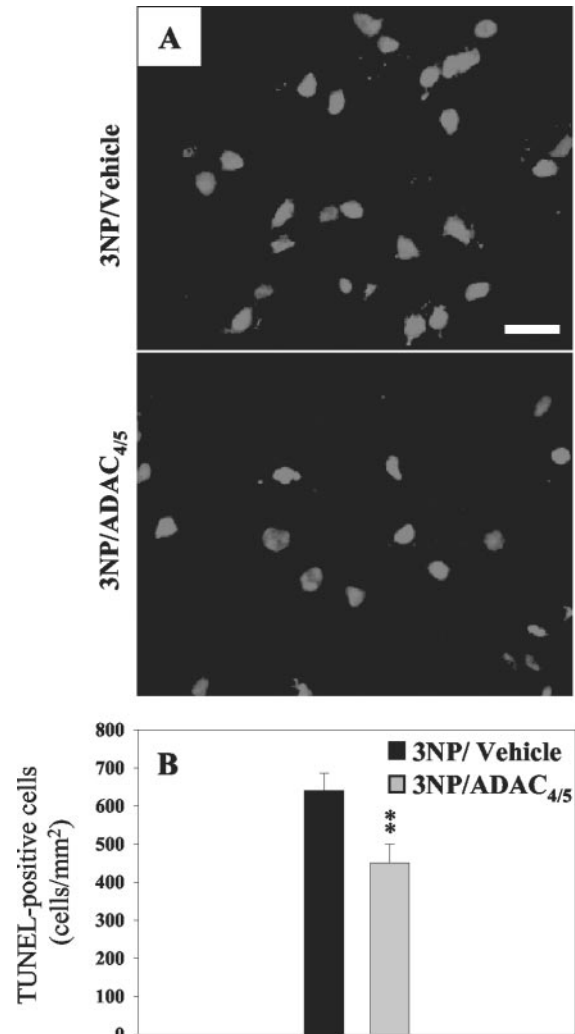 A
3NP/Vehicle
3NP/ADAC4/5
B
3NP/ Vehicle
3NP/ADAC4/5
**
TUNEL-positive cells
(cells/mm2)
800
700
600
500
400
300
200
100
0